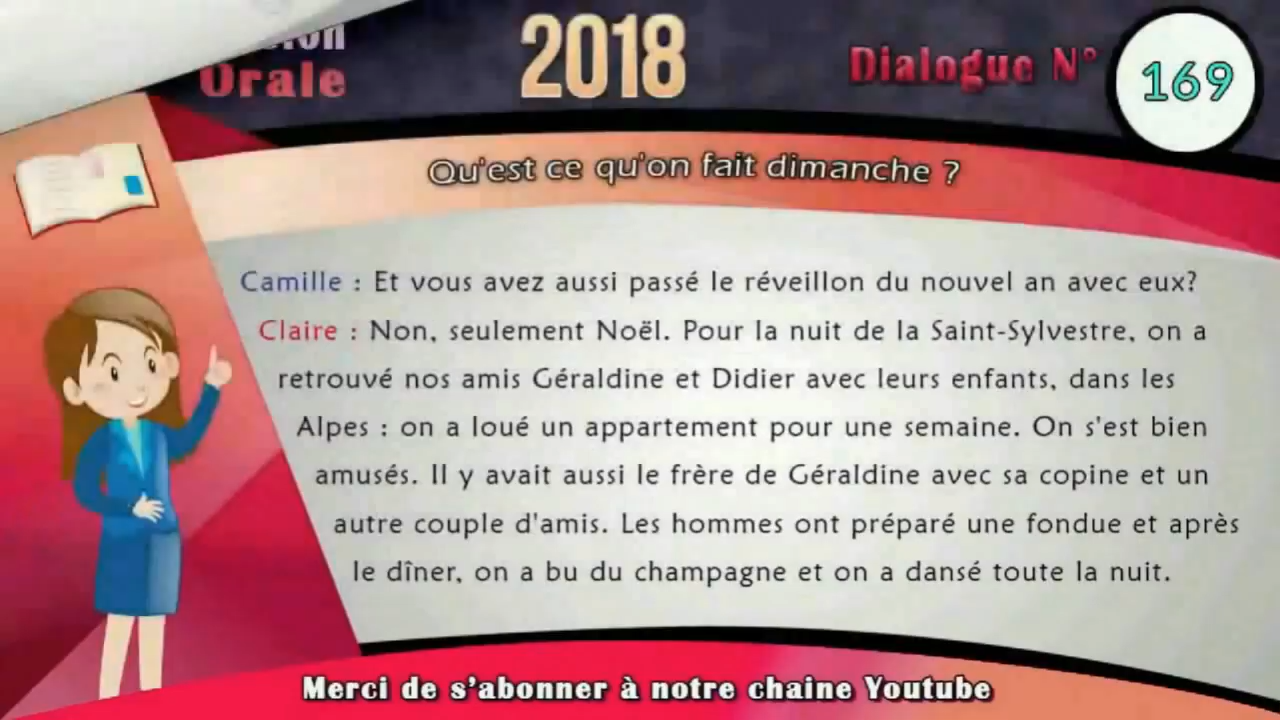 Orale
2018
Dialogue N° 169
Qu'est ce qu'on fait dimanche ?
Camille : Et vous avez aussi passé le réveillon du nouvel an avec eux?
Claire : Non, seulement Noël. Pour la nuit de la Saint-Sylvestre, on a
retrouvé nos amis Géraldine et Didier avec leurs enfants, dans les
Alpes : on a loué un appartement pour une semaine. On s'est bien
amusés. Il y avait aussi le frère de Géraldine avec sa copine et un
autre couple d'amis. Les hommes ont préparé une fondue et après
le dîner, on a bu du champagne et on a dansé toute la nuit.
Merci de s'abonner à notre chaine Youtube